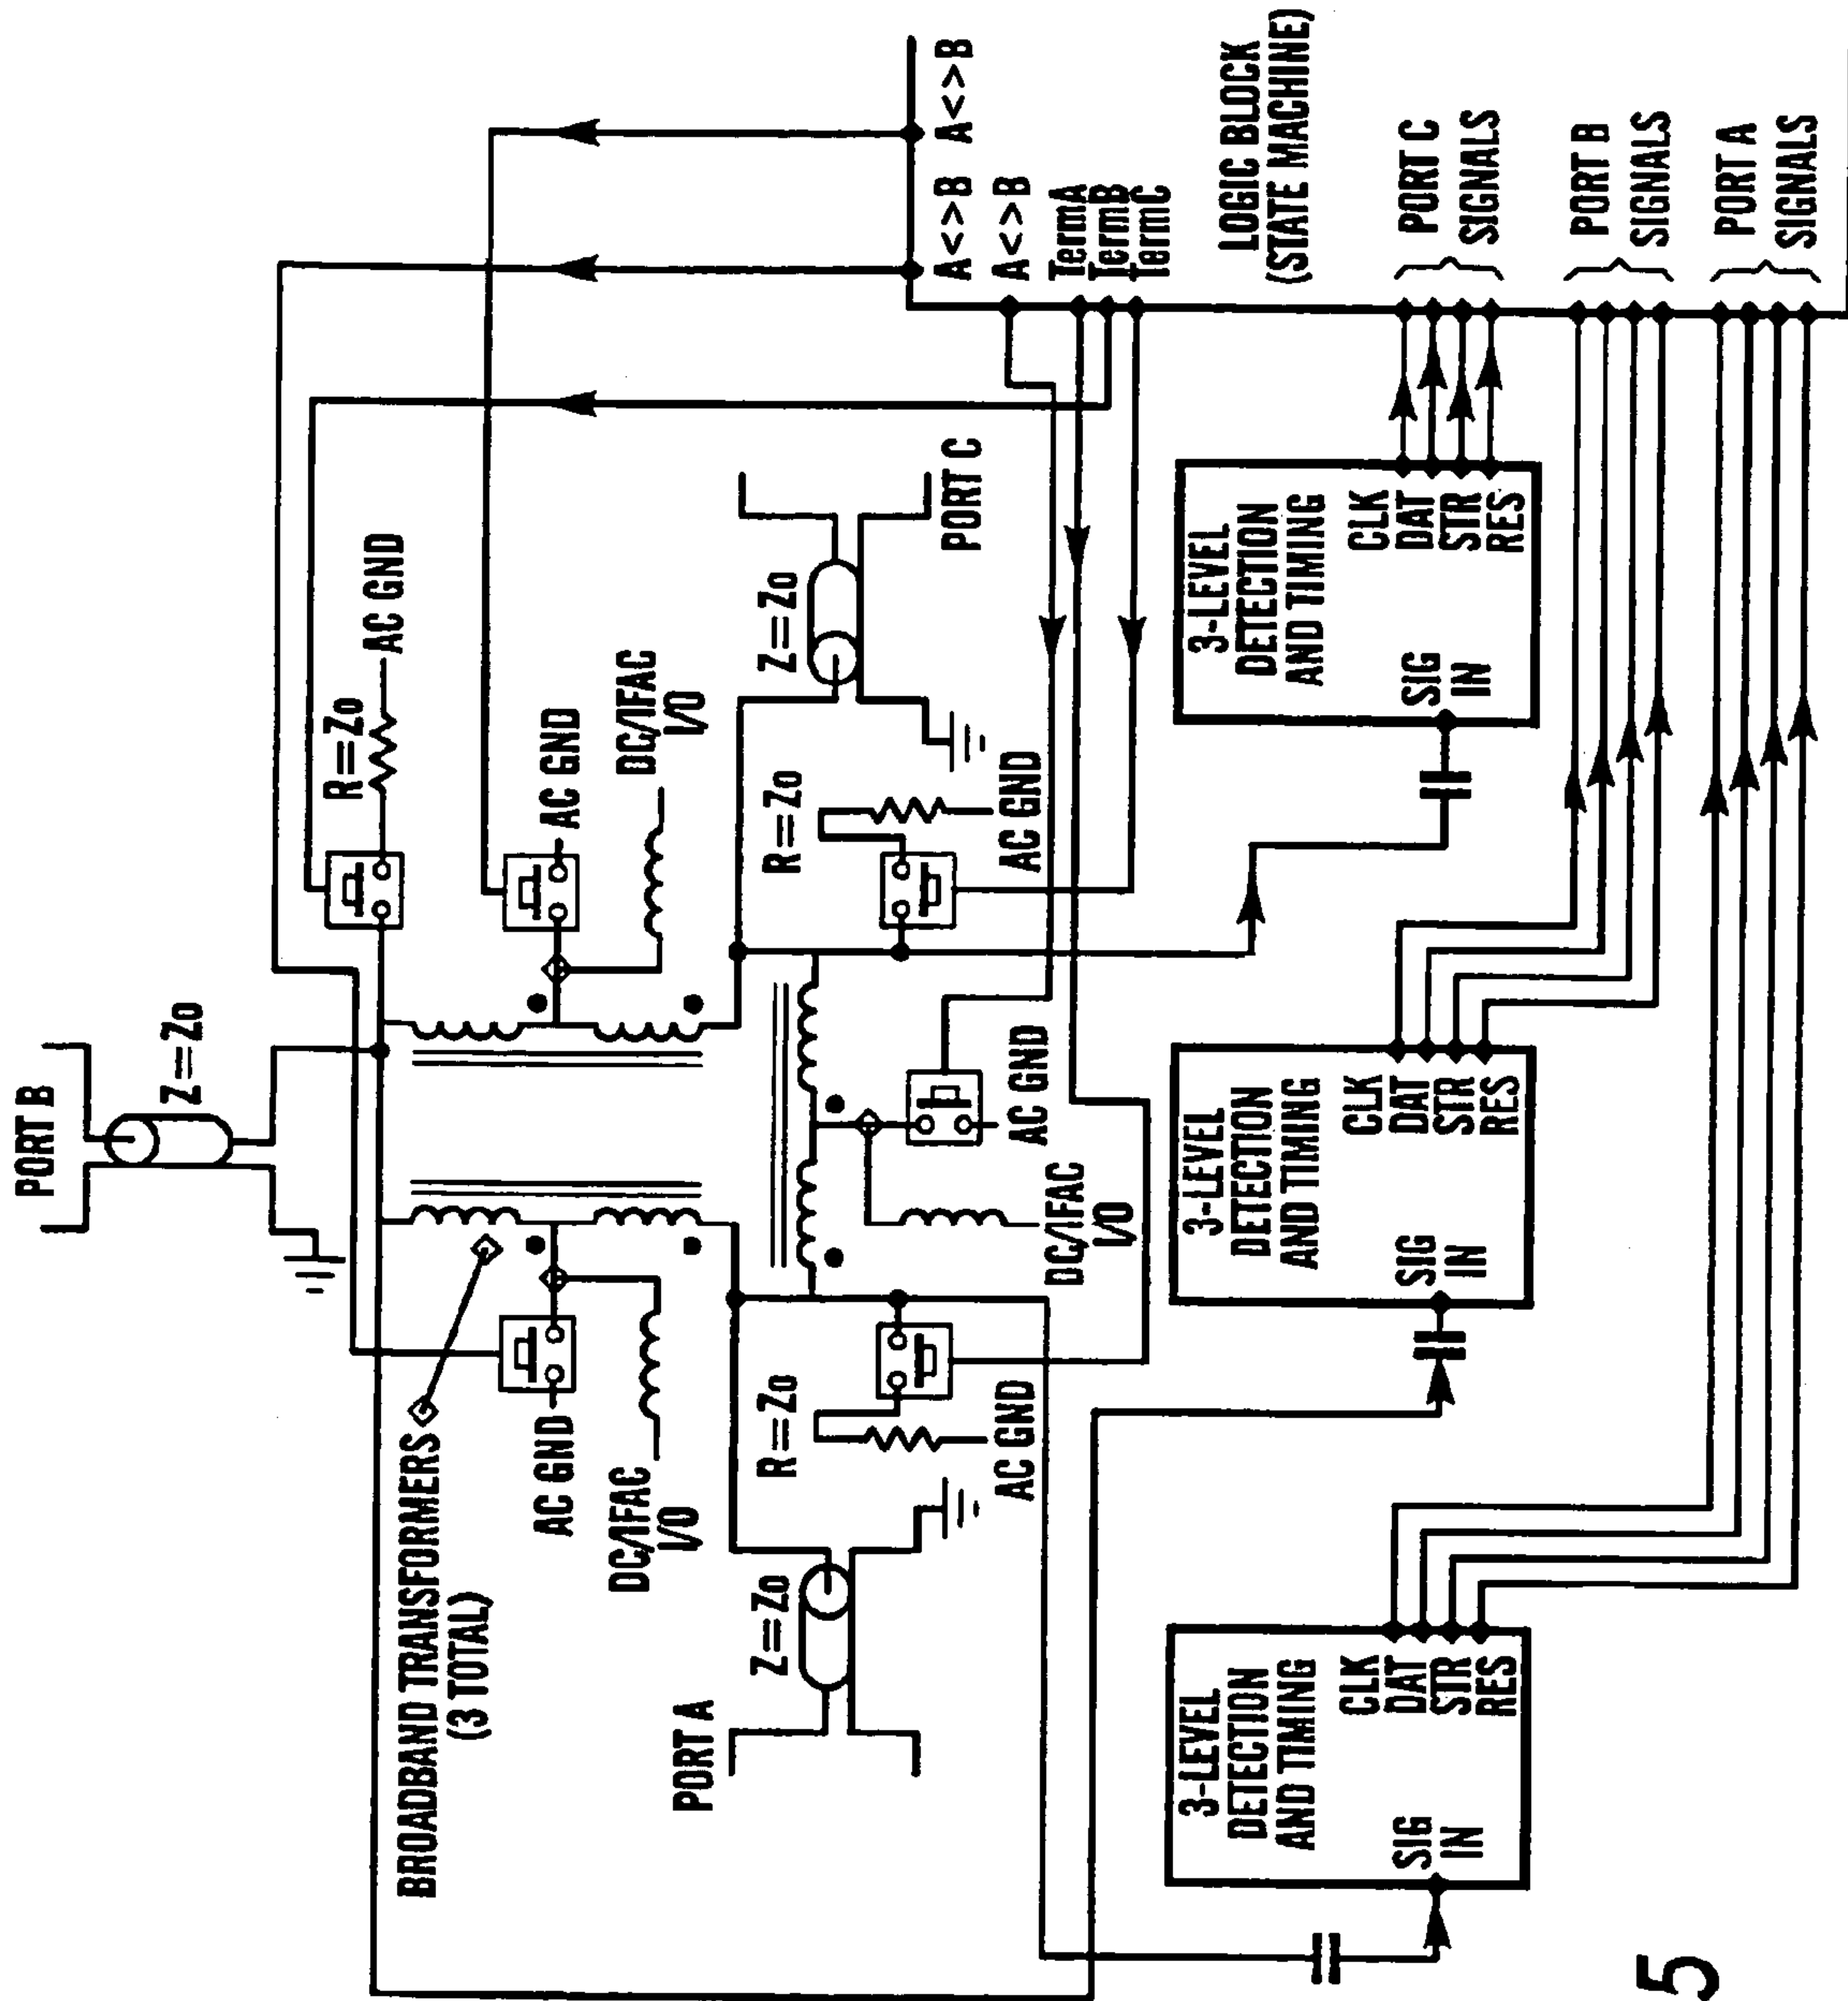 PORT B
Z=Zo
BROADBAND TRANSFORMERS
(3 TOTAL)
R=Zo
AC GND
AC GND
DC/IFAC
I/O
AC GND
DC/IFAC
I/O
PORT A
Z=Zo
R=Zo
AC GND
DC/IFAC
I/O
AC GND
R=Zo
AC GND
Z=Zo
PORT C
A<>B
A<>B
A<>B
TermA
TermB
TermC
LOGIC BLOCK
(STATE MACHINE)
3-LEVEL
DETECTION
AND TIMING
SIG
IN
CLK
DAT
STR
RES
3-LEVEL
DETECTION
AND TIMING
SIG
IN
CLK
DAT
STR
RES
3-LEVEL
DETECTION
AND TIMING
SIG
IN
CLK
DAT
STR
RES
PORT C
SIGNALS
PORT B
SIGNALS
PORT A
SIGNALS
5